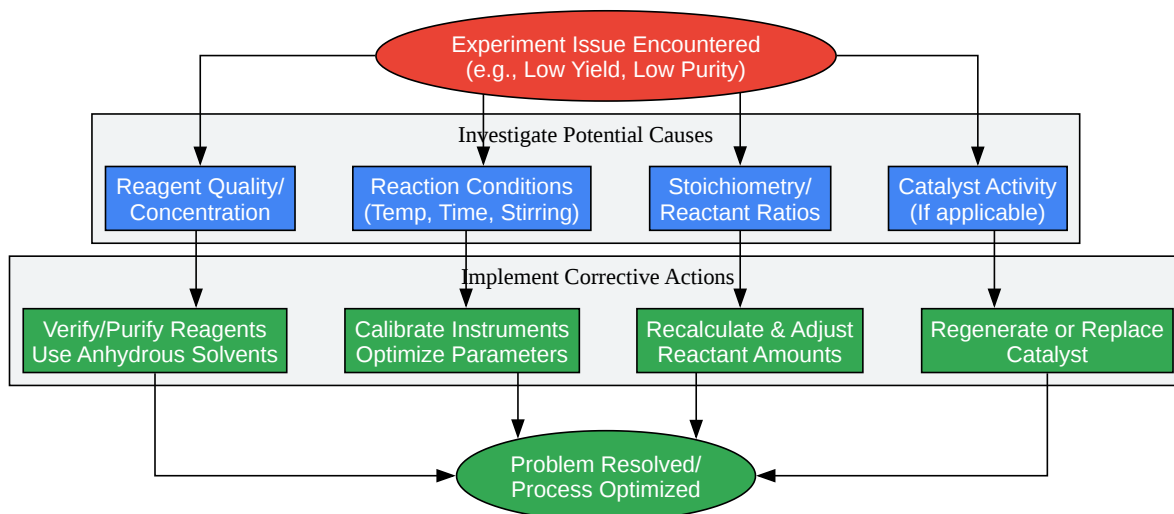 Experiment Issue Encountered
(e.g., Low Yield, Low Purity)
Investigate Potential Causes
Reagent Quality/
Concentration
Reaction Conditions
(Temp, Time, Stirring)
Stoichiometry/
Reactant Ratios
Catalyst Activity
(If applicable)
Implement Corrective Actions
Verify/Purify Reagents
Use Anhydrous Solvents
Calibrate Instruments
Optimize Parameters
Recalculate & Adjust
Reactant Amounts
Regenerate or Replace
Catalyst
Problem Resolved/
Process Optimized